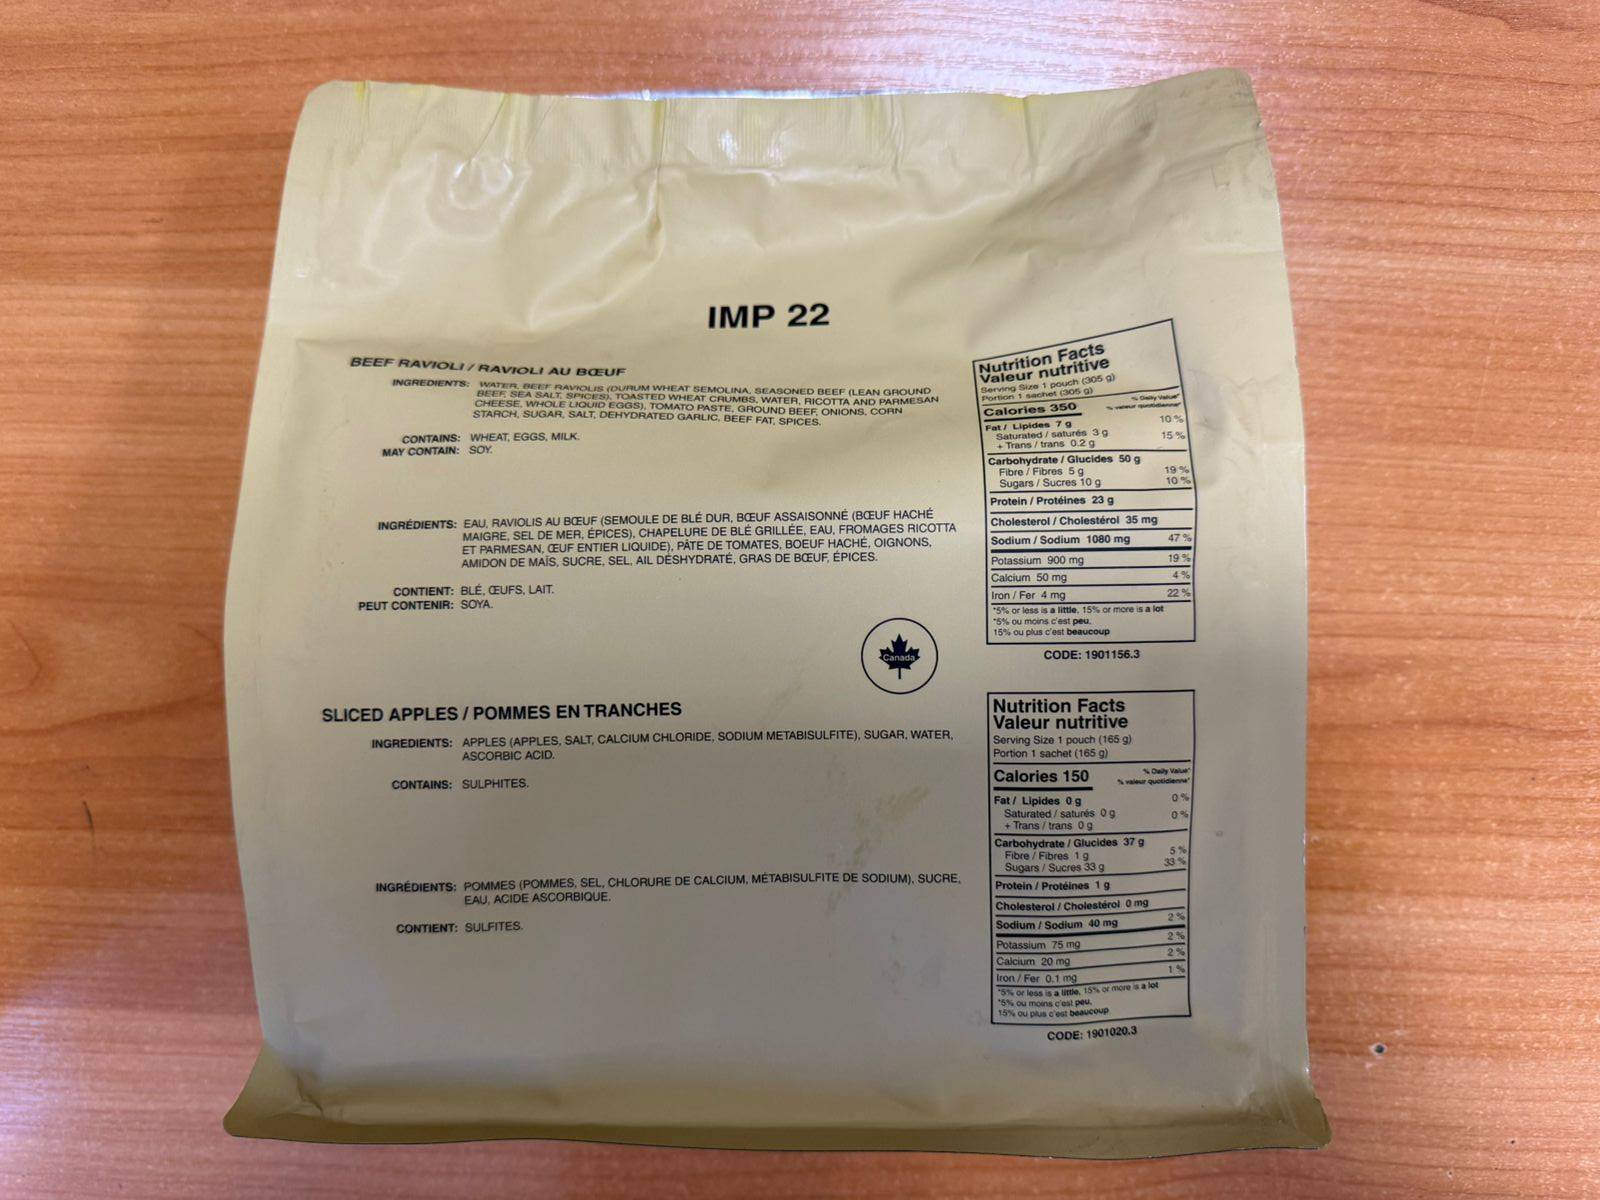 IMP 22
BEEF RAVIOLI / RAVIOLI AU BŒUF
INGREDIENTS: WATER, BEEF RAVIOLIS (DURUM WHEAT SEMOLINA, SEASONED BEEF (LEAN GROUND
BEEF, SEA SALT, SPICES), TOASTED WHEAT CRUMBS, WATER, RICOTTA AND PARMESAN
CHEESE, WHOLE LIQUID EGGS), TOMATO PASTE, GROUND BEEF, ONIONS, CORN
STARCH, SUGAR, SALT, DEHYDRATED GARLIC, BEEF FAT, SPICES.
CONTAINS: WHEAT, EGGS, MILK.
MAY CONTAIN: SOY.
INGRÉDIENTS: EAU, RAVIOLIS AU BŒUF (SEMOULE DE BLÉ DUR, BŒUF ASSAISONNÉ (BŒUF HACHÉ
MAIGRE, SEL DE MER, ÉPICES), CHAPELURE DE BLÉ GRILLÉE, EAU, FROMAGES RICOTTA
ET PARMESAN, ŒUF ENTIER LIQUIDE), PÂTE DE TOMATES, BOEUF HACHÉ, OIGNONS,
AMIDON DE MAÏS, SUCRE, SEL, AIL DÉSHYDRATÉ, GRAS DE BŒUF, ÉPICES.
CONTIENT: BLÉ, ŒUFS, LAIT.
PEUT CONTENIR: SOYA.
Nutrition Facts
Valeur nutritive
Serving Size 1 pouch (305 g)
Portion 1 sachet (305 g)
% Daily Value*
Calories 350 % valeur quotidienne*
Fat / Lipides 7 g 10 %
Saturated / saturés 3 g 15 %
+ Trans / trans 0.2 g
Carbohydrate / Glucides 50 g
Fibre / Fibres 5 g 19 %
Sugars / Sucres 10 g 10 %
Protein / Protéines 23 g
Cholesterol / Cholestérol 35 mg
Sodium / Sodium 1080 mg 47 %
Potassium 900 mg 19 %
Calcium 50 mg 4 %
Iron / Fer 4 mg 22 %
*5% or less is a little, 15% or more is a lot
*5% ou moins c'est peu,
15% ou plus c'est beaucoup
CODE: 1901156.3
Canada
SLICED APPLES / POMMES EN TRANCHES
INGREDIENTS: APPLES (APPLES, SALT, CALCIUM CHLORIDE, SODIUM METABISULFITE), SUGAR, WATER,
ASCORBIC ACID.
CONTAINS: SULPHITES.
INGRÉDIENTS: POMMES (POMMES, SEL, CHLORURE DE CALCIUM, MÉTABISULFITE DE SODIUM), SUCRE,
EAU, ACIDE ASCORBIQUE.
CONTIENT: SULFITES.
Nutrition Facts
Valeur nutritive
Serving Size 1 pouch (165 g)
Portion 1 sachet (165 g)
% Daily Value*
Calories 150 % valeur quotidienne*
Fat / Lipides 0 g 0 %
Saturated / saturés 0 g 0 %
+ Trans / trans 0 g
Carbohydrate / Glucides 37 g
Fibre / Fibres 1 g 5 %
Sugars / Sucres 33 g 33 %
Protein / Protéines 1 g
Cholesterol / Cholestérol 0 mg
Sodium / Sodium 40 mg 2 %
Potassium 75 mg 2 %
Calcium 20 mg 2 %
Iron / Fer 0.1 mg 1 %
*5% or less is a little, 15% or more is a lot
*5% ou moins c'est peu,
15% ou plus c'est beaucoup
CODE: 1901020.3